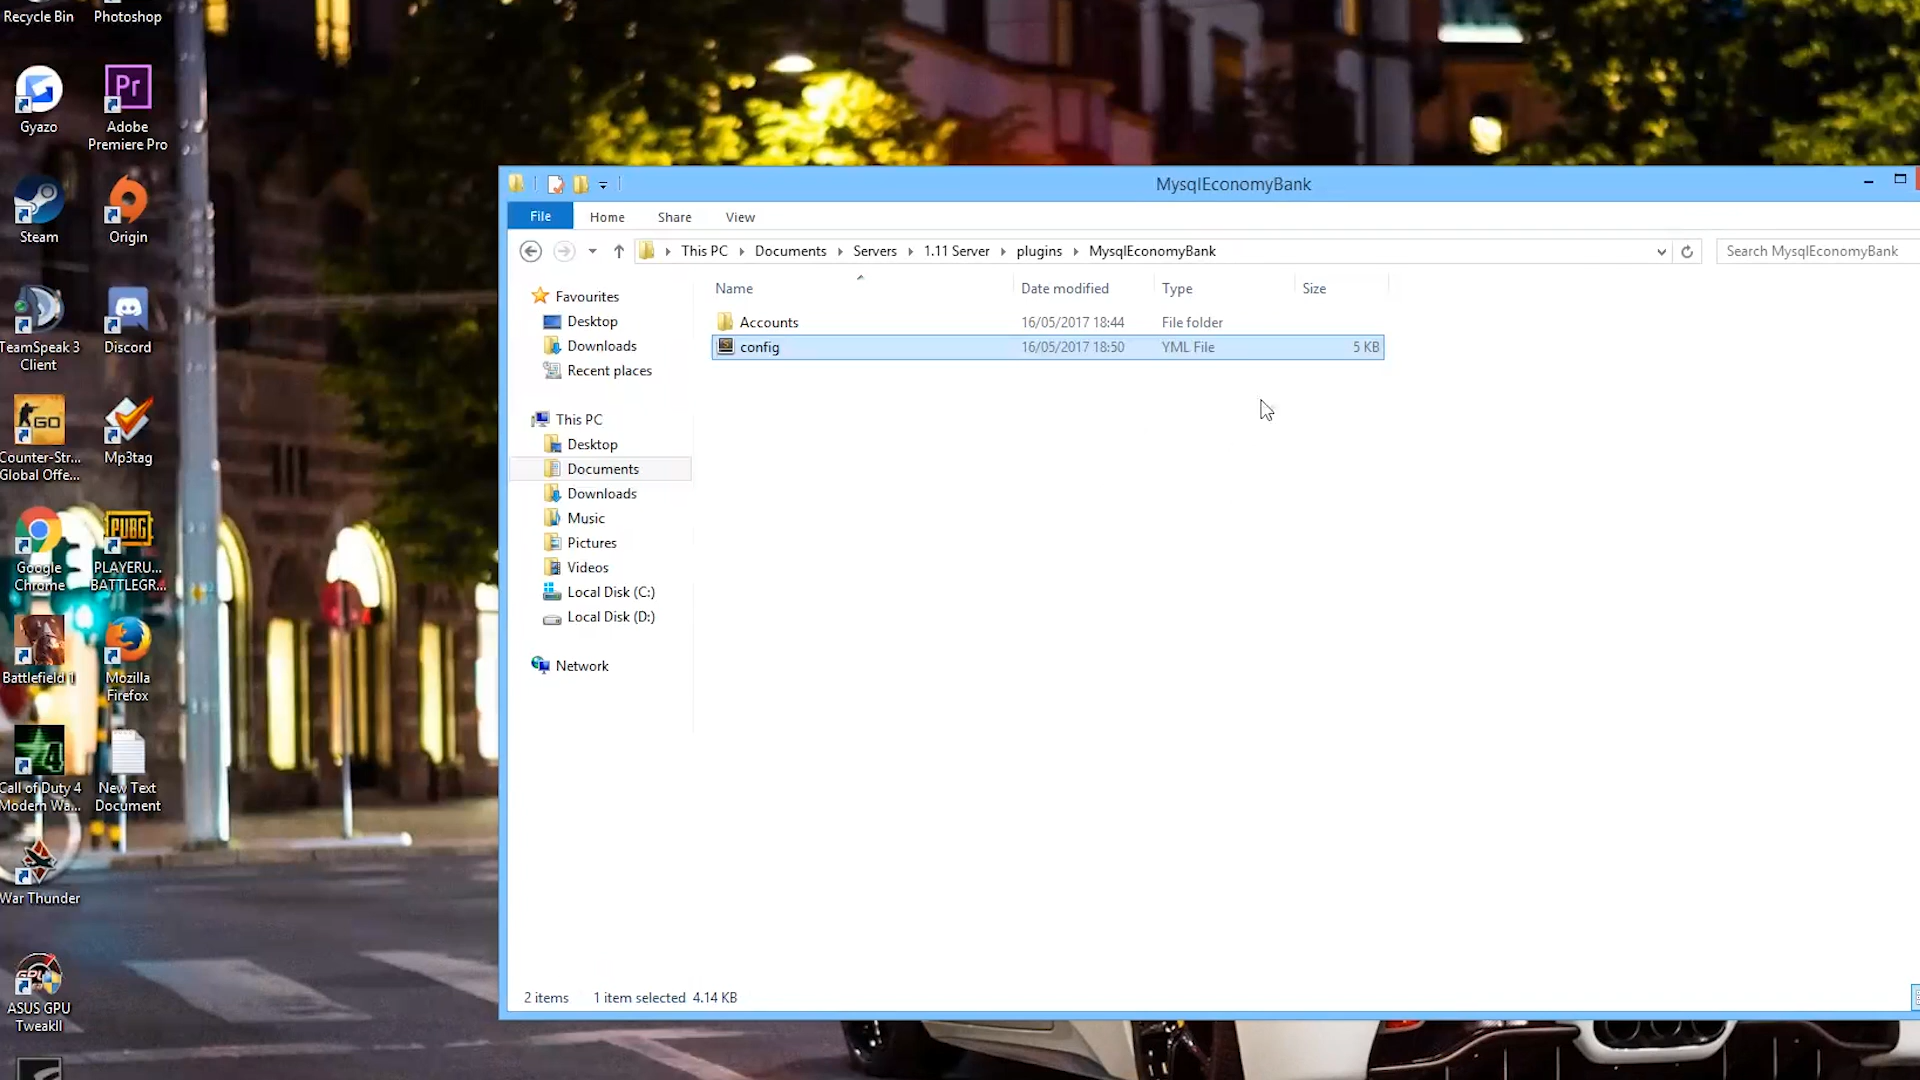 Recycle Bin
Photoshop
Gyazo
Pr
Adobe
Premiere Pro
Steam
Origin
TeamSpeak 3
Client
Discord
GO
Counter-Str...
Global Offe...
Mp3tag
Google
Chrome
PUBG
PLAYERU...
BATTLEGR...
Battlefield 1
Mozilla
Firefox
4
Call of Duty 4
Modern Wa...
New Text
Document
War Thunder
GPU
ASUS GPU
TweakII
MysqlEconomyBank
File
Home
Share
View
This PC
Documents
Servers
1.11 Server
plugins
MysqlEconomyBank
Search MysqlEconomyBank
Favourites
Desktop
Downloads
Recent places
This PC
Desktop
Documents
Downloads
Music
Pictures
Videos
Local Disk (C:)
Local Disk (D:)
Network
Name
Date modified
Type
Size
Accounts
16/05/2017 18:44
File folder
config
16/05/2017 18:50
YML File
5 KB
2 items
1 item selected
4.14 KB